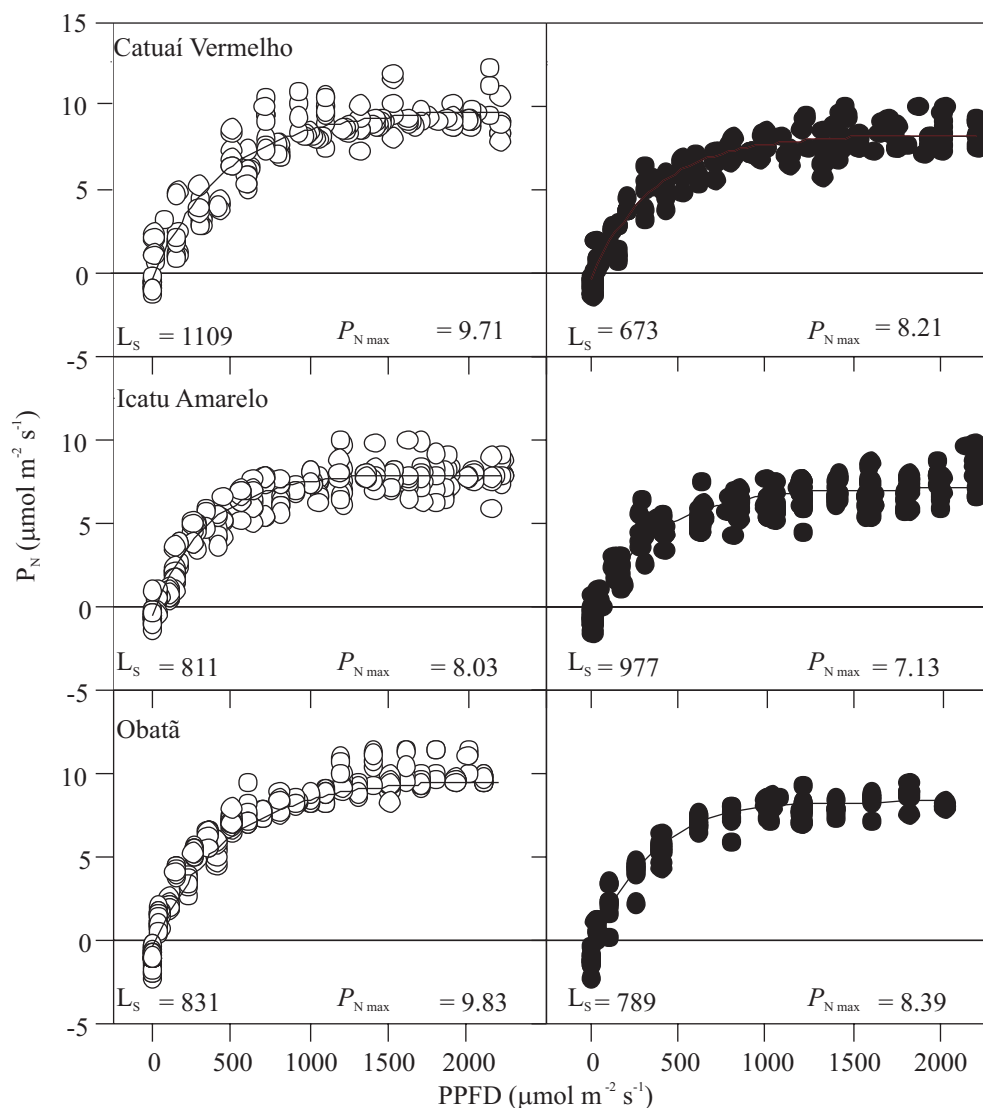 15
Catuaí Vermelho
10
5
0
L_S = 1109 P_N max = 9.71
L_S = 673 P_N max = 8.21
-5
Icatu Amarelo
10
5
0
L_S = 811 P_N max = 8.03
L_S = 977 P_N max = 7.13
-5
Obatã
10
5
0
L_S = 831 P_N max = 9.83
L_S = 789 P_N max = 8.39
-5
P_N (µmol m⁻² s⁻¹)
0 500 1000 1500 2000
0 500 1000 1500 2000
PPFD (µmol m⁻² s⁻¹)